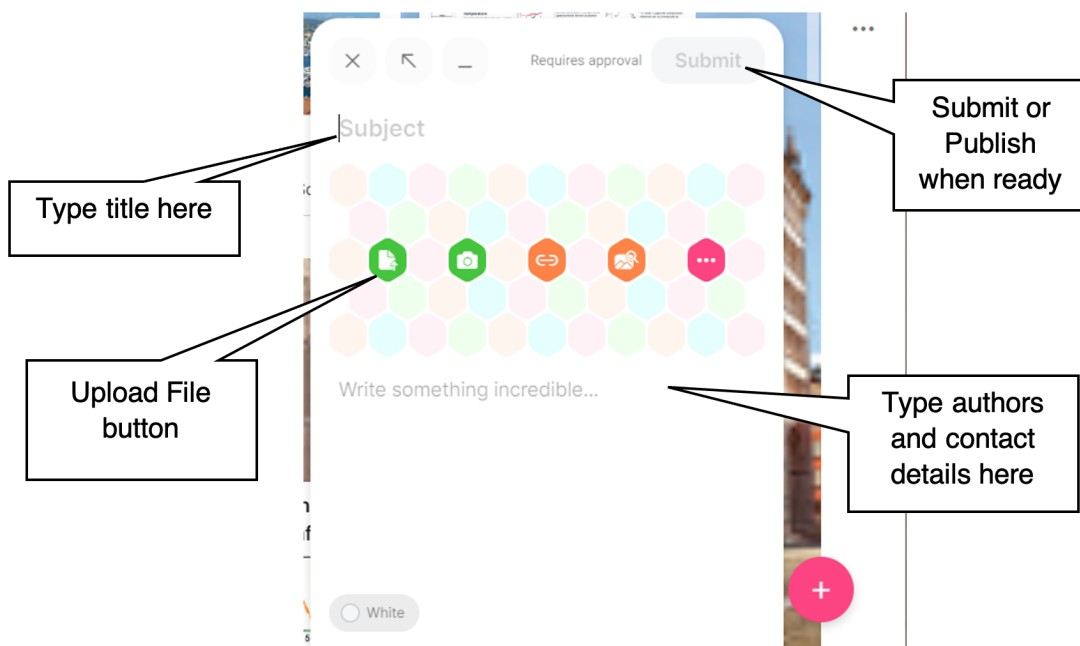 Requires approval
Submit
Submit or
Publish
when ready
Subject
Type title here
Upload File
button
Write something incredible...
Type authors
and contact
details here
White
5